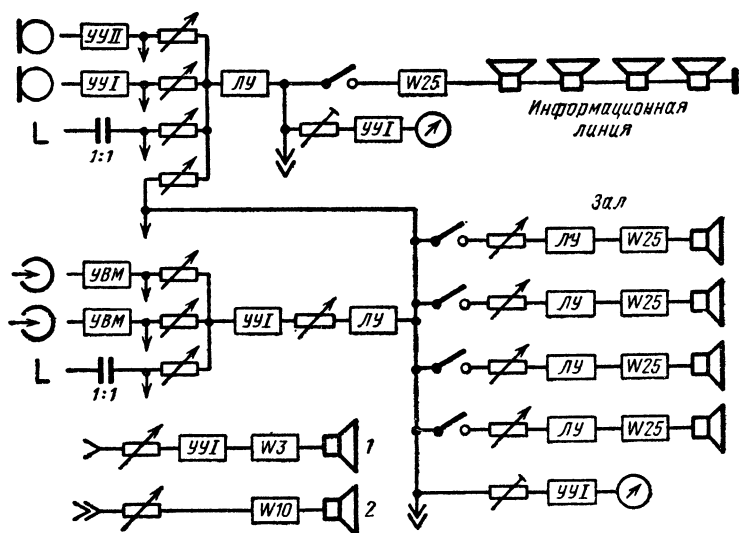 УУII
УУI
ЛУ
W25
L
1:1
УУI
Информационная
линия
Зал
ЛУ
W25
УВМ
ЛУ
W25
УВМ
УУI
ЛУ
L
1:1
ЛУ
W25
УУI
W3
1
ЛУ
W25
W10
2
УУI